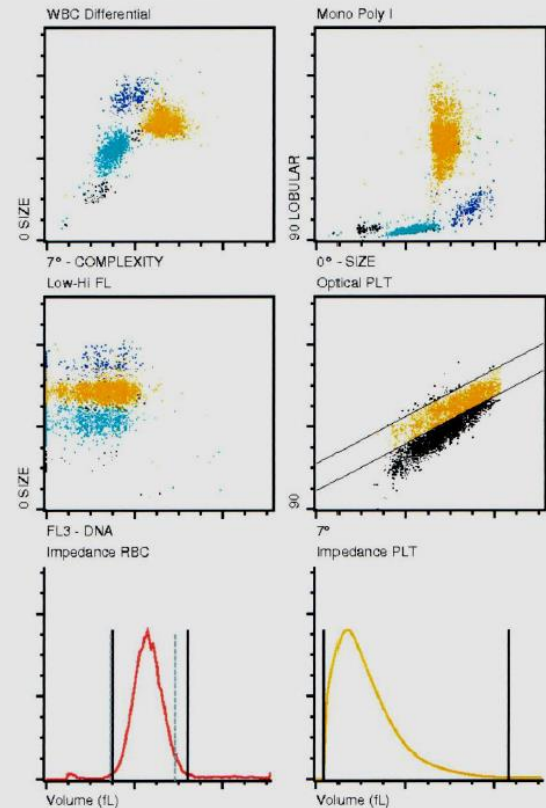 WBC Differential
Mono Poly I
0 SIZE
90 LOBULAR
7° - COMPLEXITY
0° - SIZE
Low-Hi FL
Optical PLT
0 SIZE
90
FL3 - DNA
7°
Impedance RBC
Impedance PLT
Volume (fL)
Volume (fL)